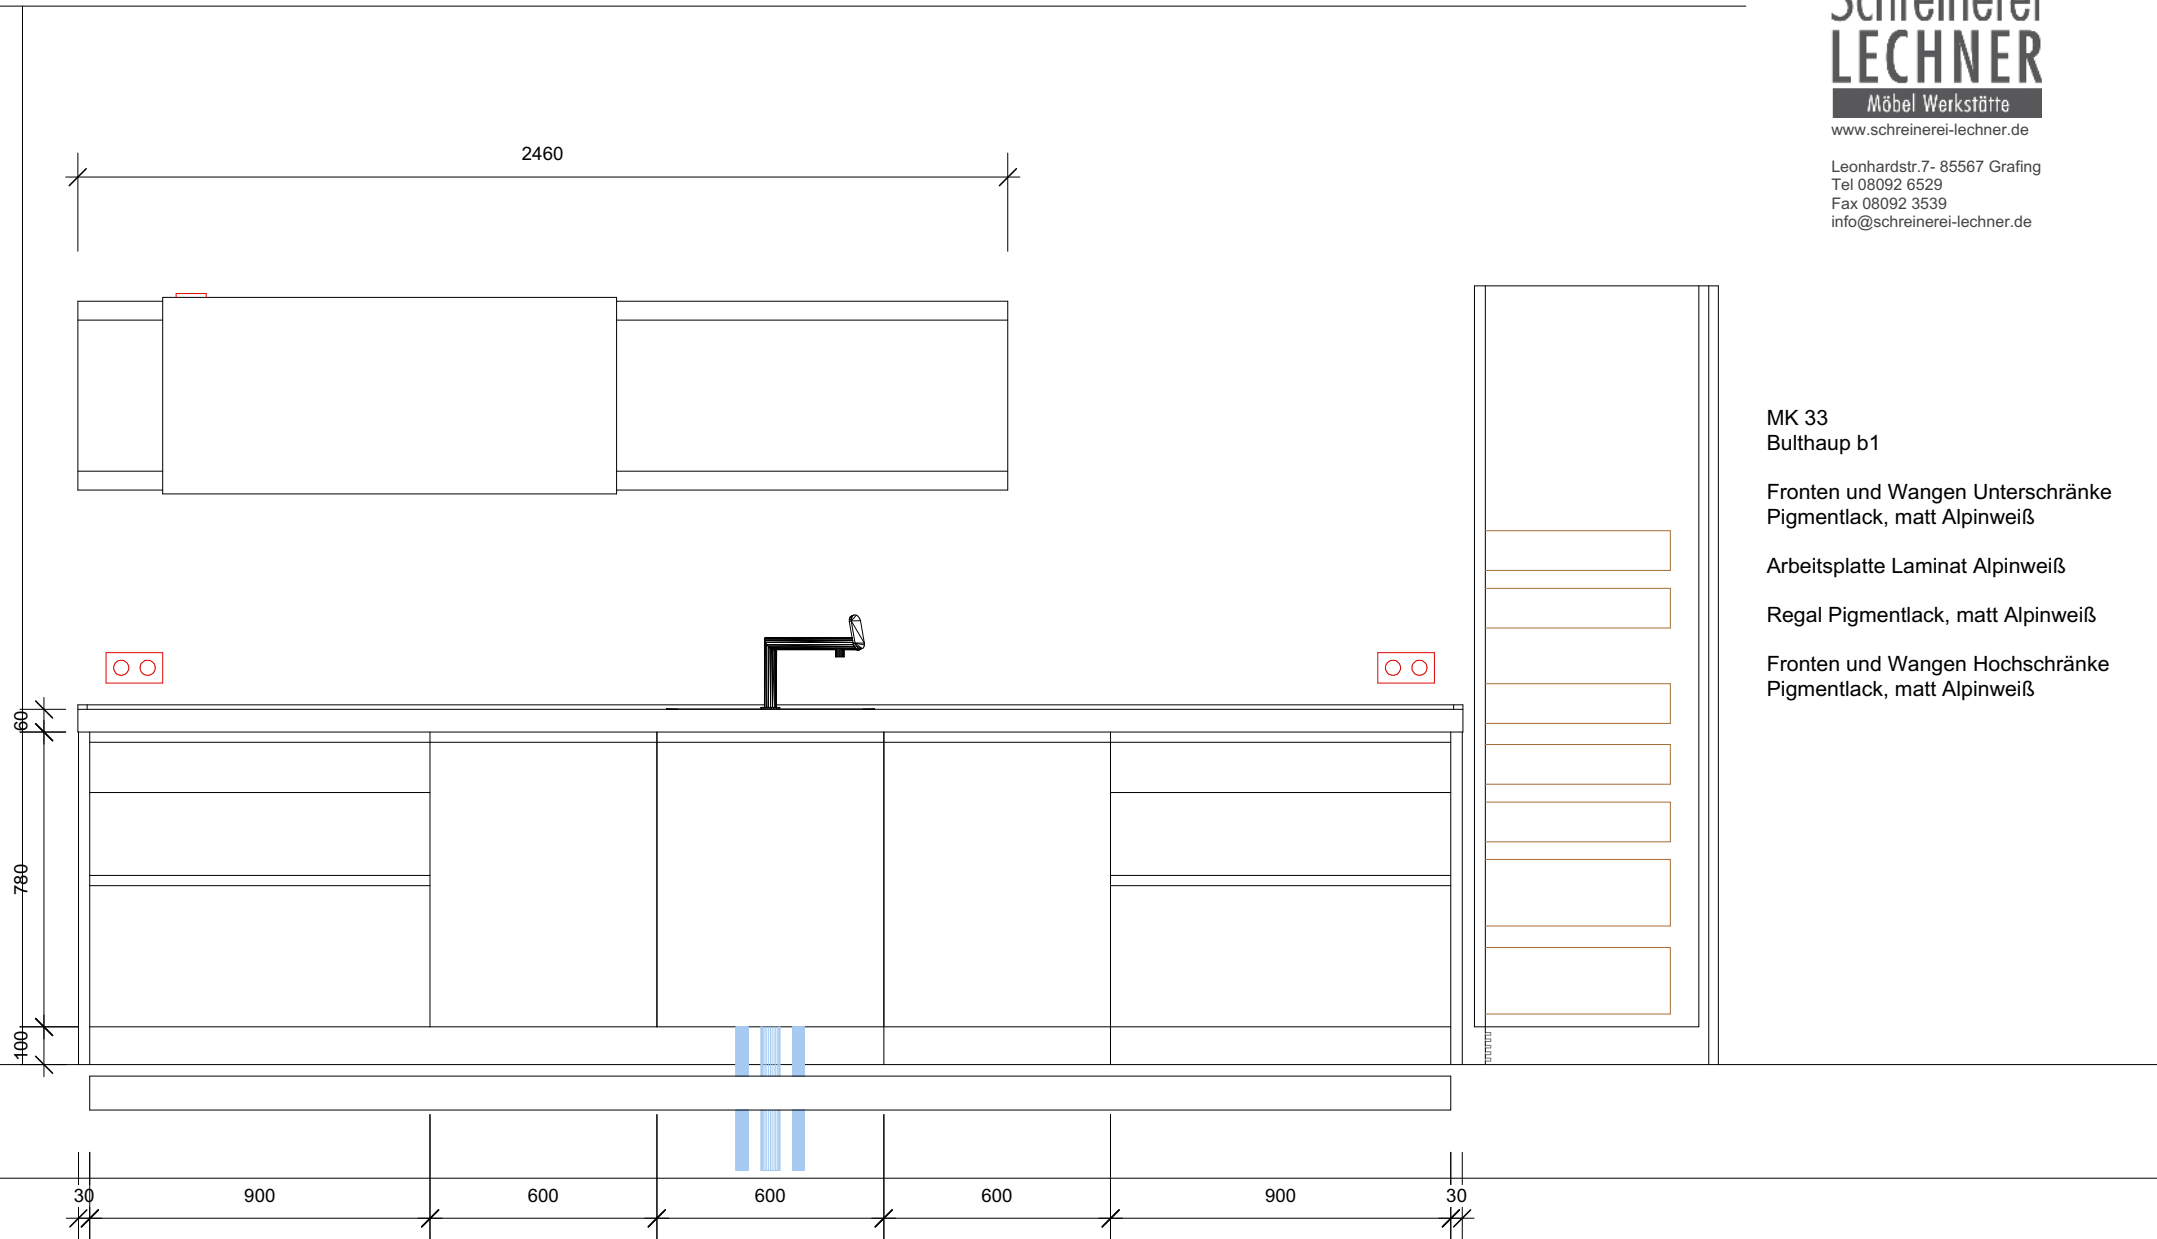 Schreinerei
LECHNER
Möbel Werkstätte
www.schreinerei-lechner.de
Leonhardstr.7- 85567 Grafing
Tel 08092 6529
Fax 08092 3539
info@schreinerei-lechner.de
2460
MK 33
Bulthaup b1
Fronten und Wangen Unterschränke
Pigmentlack, matt Alpinweiß
Arbeitsplatte Laminat Alpinweiß
Regal Pigmentlack, matt Alpinweiß
Fronten und Wangen Hochschränke
Pigmentlack, matt Alpinweiß
60
780
100
30 900 600 600 600 900 30